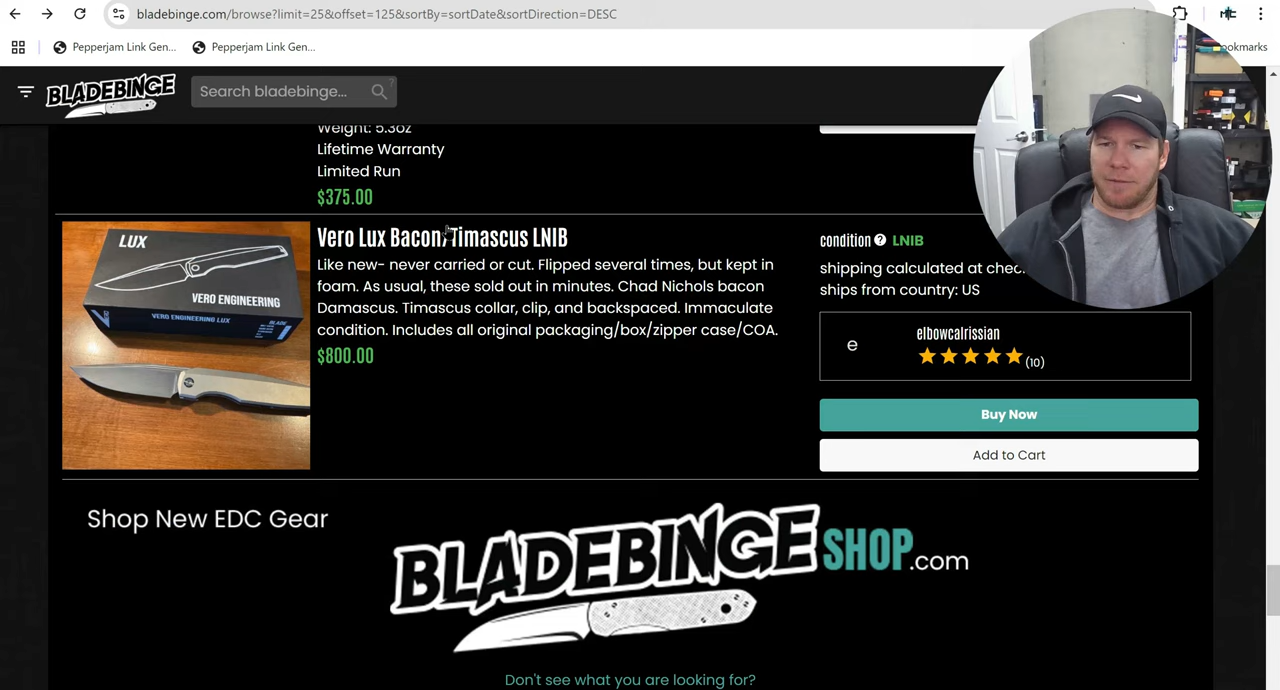 bladebinge.com/browse?limit=25&offset=125&sortBy=sortDate&sortDirection=DESC
Pepperjam Link Gen...
Pepperjam Link Gen...
ookmarks
BLADEBINGE
Search bladebinge...
?
Weight: 5.3oz
Lifetime Warranty
Limited Run
$375.00
LUX
VERO ENGINEERING
VERO ENGINEERING LUX
Vero Lux Bacon/Timascus LNIB
Like new- never carried or cut. Flipped several times, but kept in
foam. As usual, these sold out in minutes. Chad Nichols bacon
Damascus. Timascus collar, clip, and backspaced. Immaculate
condition. Includes all original packaging/box/zipper case/COA.
$800.00
condition ? LNIB
shipping calculated at chec
ships from country: US
e
elbowcalrissian
(10)
Buy Now
Add to Cart
Shop New EDC Gear
BLADEBINGE SHOP.com
Don't see what you are looking for?